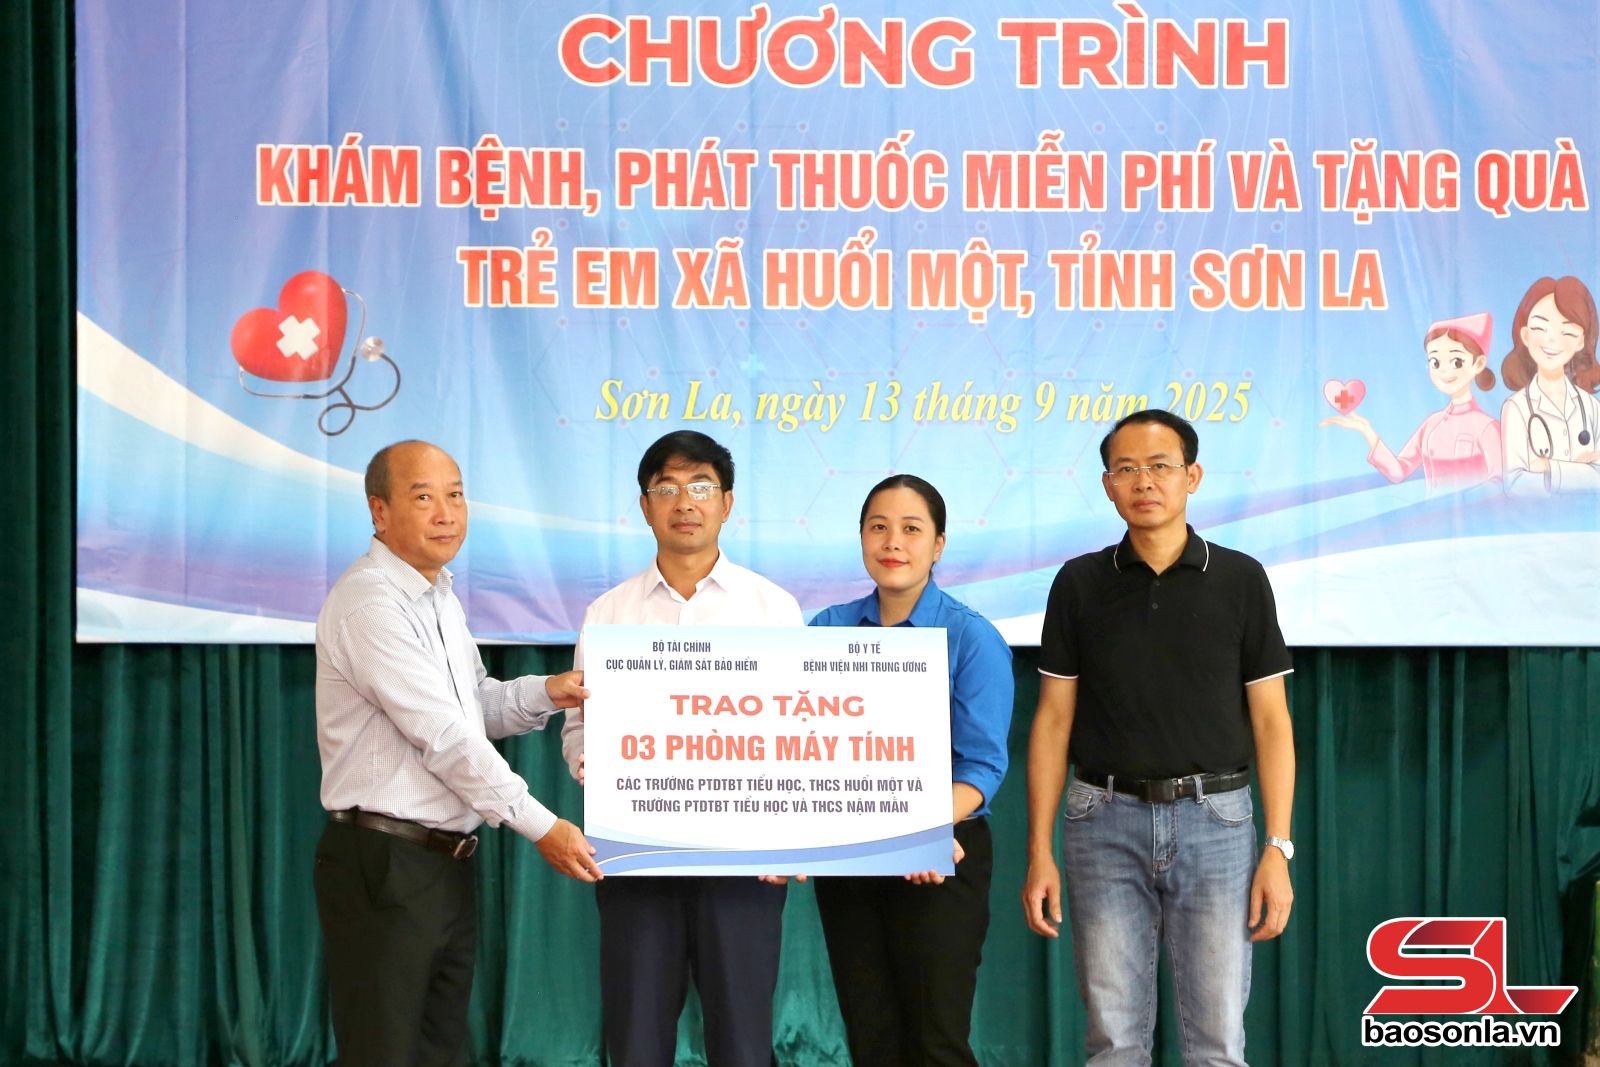 CHƯƠNG TRÌNH
KHÁM BỆNH, PHÁT THUỐC MIỄN PHÍ VÀ TẶNG QUÀ
TRẺ EM XÃ HUỔI MỘT, TỈNH SƠN LA
Sơn La, ngày 13 tháng 9 năm 2025
BỘ TÀI CHÍNH
CỤC QUẢN LÝ, GIÁM SÁT BẢO HIỂM
BỘ Y TẾ
BỆNH VIỆN NHI TRUNG ƯƠNG
TRAO TẶNG
03 PHÒNG MÁY TÍNH
CÁC TRƯỜNG PTDTBT TIỂU HỌC, THCS HUỔI MỘT VÀ
TRƯỜNG PTDTBT TIỂU HỌC VÀ THCS NẬM MẰN
SL
baosonla.vn